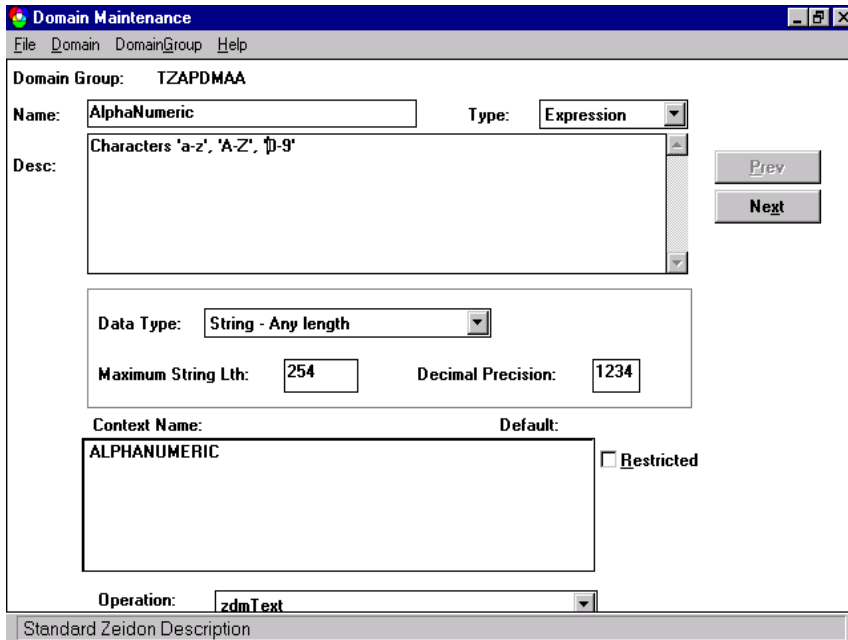 Domain Maintenance
File Domain DomainGroup Help
Domain Group: TZAPDMAA
Name: AlphaNumeric Type: Expression
Desc: Characters 'a-z', 'A-Z', '0-9'
Prev
Next
Data Type: String - Any length
Maximum String Lth: 254 Decimal Precision: 1234
Context Name: Default:
ALPHANUMERIC
Restricted
Operation: zdmText
Standard Zeidon Description